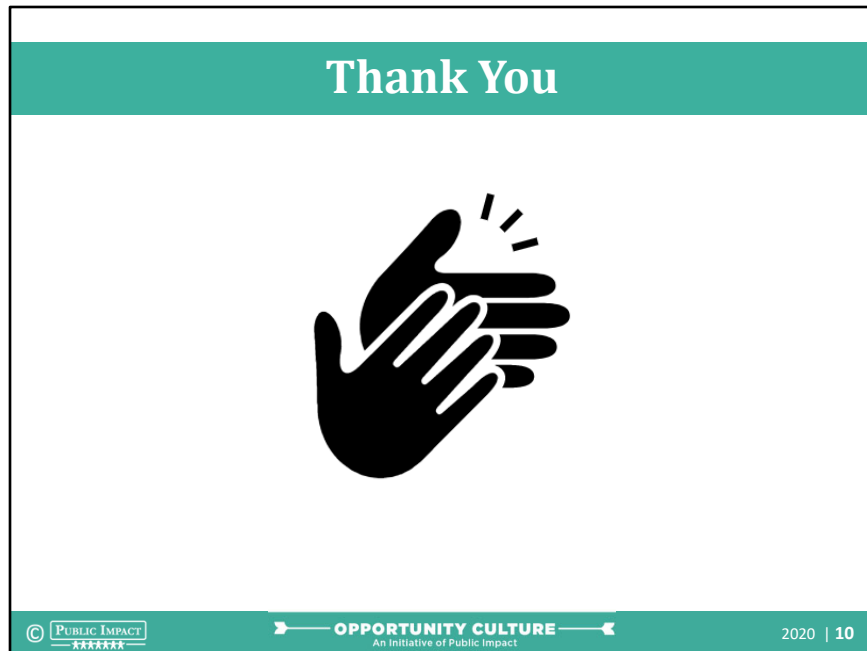 Thank You
© PUBLIC IMPACT
OPPORTUNITY CULTURE
An Initiative of Public Impact
2020 | 10